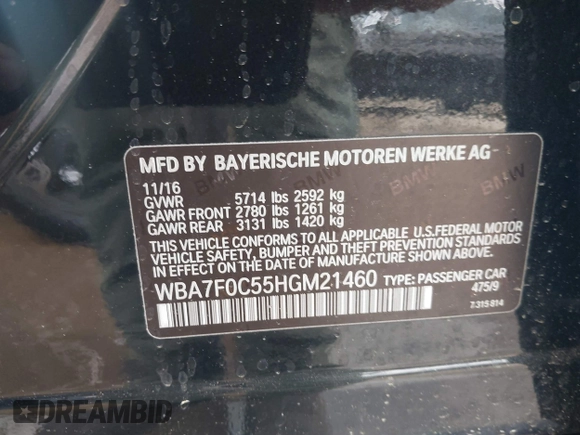 MFD BY BAYERISCHE MOTOREN WERKE AG
11/16
GVWR 5714 lbs 2592 kg
GAWR FRONT 2780 lbs 1261 kg
GAWR REAR 3131 lbs 1420 kg
THIS VEHICLE CONFORMS TO ALL APPLICABLE U.S.FEDERAL MOTOR
VEHICLE SAFETY, BUMPER, AND THEFT PREVENTION STANDARDS
IN EFFECT ON THE DATE OF MANUFACTURE SHOWN ABOVE.
WBA7F0C55HGM21460 TYPE: PASSENGER CAR
475/9
7 315 814
BMW
BMW
BMW
DREAMBID